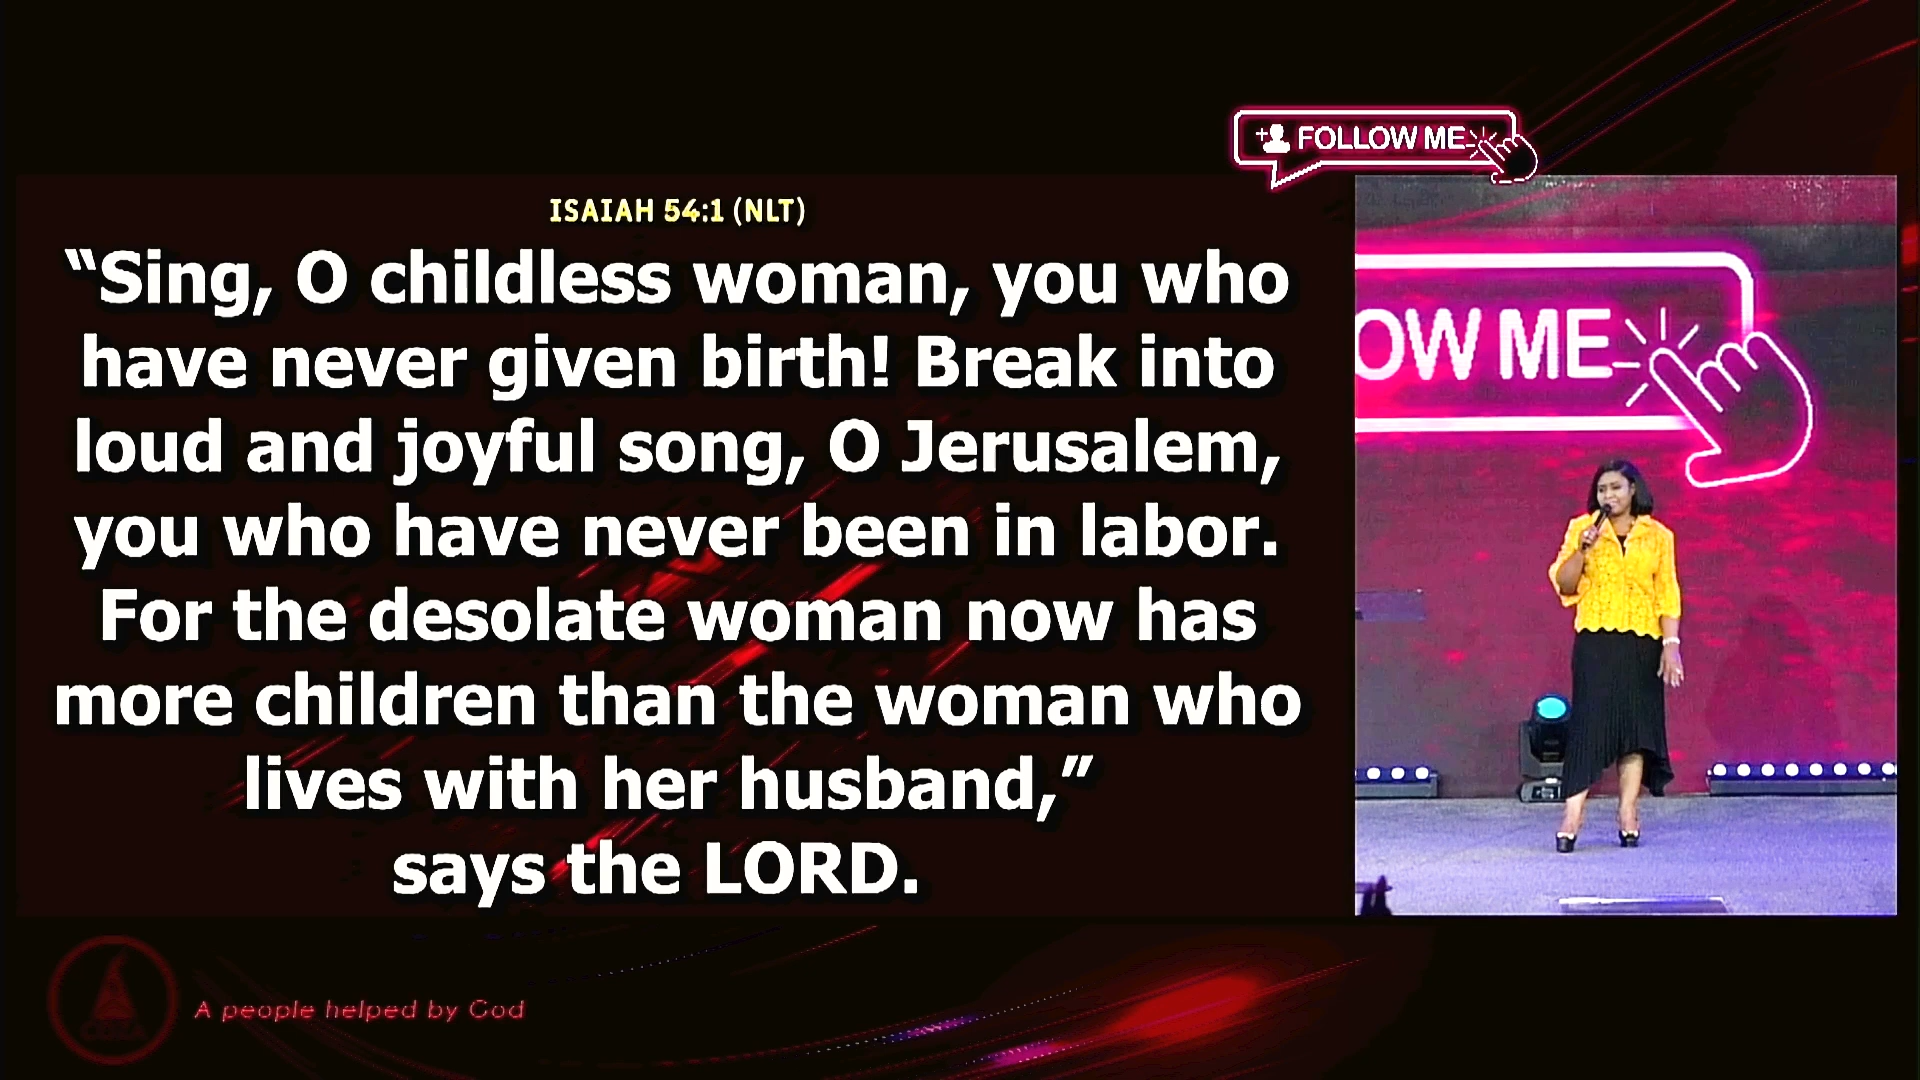 FOLLOW ME
ISAIAH 54:1 (NLT)
“Sing, O childless woman, you who
have never given birth! Break into
loud and joyful song, O Jerusalem,
you who have never been in labor.
For the desolate woman now has
more children than the woman who
lives with her husband,”
says the LORD.
OW ME
A people helped by God